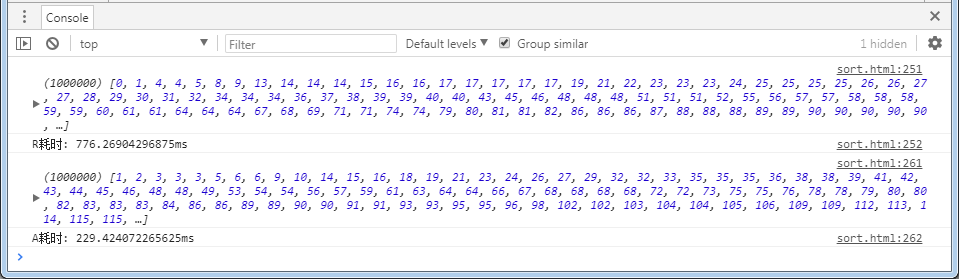 Console
top
Filter
Default levels
Group similar
1 hidden
sort.html:251
(1000000) [0, 1, 4, 4, 5, 8, 9, 13, 14, 14, 14, 15, 16, 16, 17, 17, 17, 17, 17, 19, 21, 22, 23, 23, 23, 24, 25, 25, 25, 25, 26, 26, 27
, 27, 28, 29, 30, 31, 32, 34, 34, 34, 36, 37, 38, 39, 39, 40, 40, 43, 45, 46, 48, 48, 48, 51, 51, 51, 52, 55, 56, 57, 57, 58, 58, 58,
59, 59, 60, 61, 61, 64, 64, 64, 67, 68, 69, 71, 71, 74, 74, 79, 80, 81, 81, 82, 86, 86, 86, 87, 88, 88, 88, 89, 89, 90, 90, 90, 90, 90
, …]
R耗时: 776.26904296875ms
sort.html:252
sort.html:261
(1000000) [1, 2, 3, 3, 3, 5, 6, 6, 9, 10, 14, 15, 16, 18, 19, 21, 23, 24, 26, 27, 29, 32, 32, 33, 35, 35, 35, 36, 38, 38, 39, 41, 42,
43, 44, 45, 46, 48, 48, 49, 53, 54, 54, 56, 57, 59, 61, 63, 64, 64, 66, 67, 68, 68, 68, 68, 72, 72, 73, 75, 75, 76, 78, 78, 79, 80, 80
, 82, 83, 83, 83, 84, 86, 86, 89, 89, 90, 90, 91, 91, 93, 93, 95, 95, 96, 98, 102, 102, 103, 104, 104, 105, 106, 109, 109, 112, 113, 1
14, 115, 115, …]
A耗时: 229.424072265625ms
sort.html:262